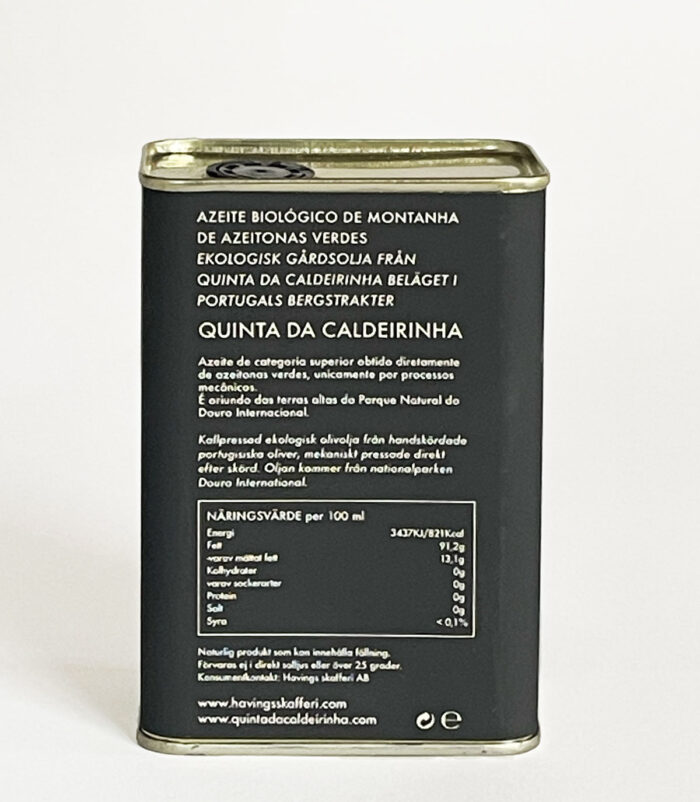 AZEITE BIOLÓGICO DE MONTANHA
DE AZEITONAS VERDES
EKOLOGISK GÅRDSOLJA FRÅN
QUINTA DA CALDEIRINHA BELÄGET I
PORTUGALS BERGSTRAKTER
QUINTA DA CALDEIRINHA
Azeite de categoria superior obtido diretamente
de azeitonas verdes, unicamente por processos
mecânicos.
É oriundo das terras altas do Parque Natural do
Douro Internacional.
Kallpressad ekologisk olivolja från handskördade
portugisiska oliver, mekaniskt pressade direkt
efter skörd. Oljan kommer från nationalparken
Douro International.
NÄRINGSVÄRDE per 100 ml
Energi 3437KJ/821Kcal
Fett 91,2g
-varav mättat fett 13,1g
Kolhydrater 0g
varav sockerarter 0g
Protein 0g
Salt 0g
Syra <0,1%
Naturlig produkt som kan innehålla fällning.
Förvaras ej i direkt solljus eller över 25 grader.
Konsumentkontakt: Havings skafferi AB
www.havingsskafferi.com
www.quintadacaldeirinha.com ℮